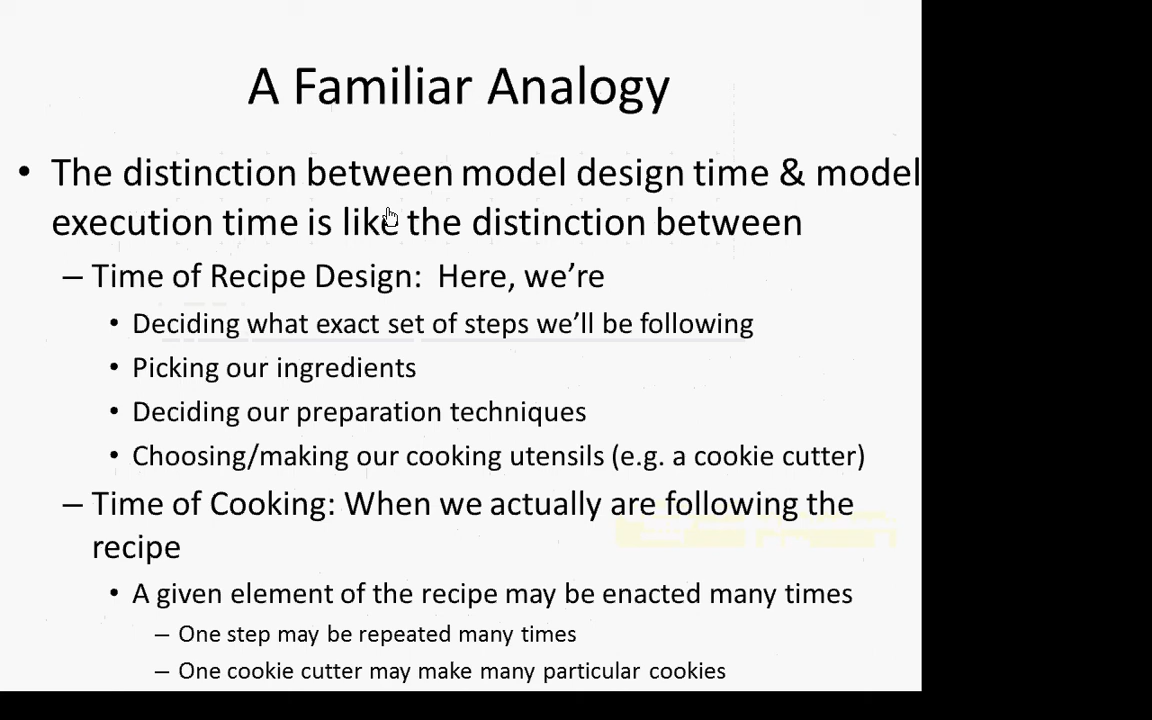 A Familiar Analogy
• The distinction between model design time & model
execution time is like the distinction between
– Time of Recipe Design:  Here, we’re
• Deciding what exact set of steps we’ll be following
• Picking our ingredients
• Deciding our preparation techniques
• Choosing/making our cooking utensils (e.g. a cookie cutter)
– Time of Cooking: When we actually are following the
recipe
• A given element of the recipe may be enacted many times
– One step may be repeated many times
– One cookie cutter may make many particular cookies